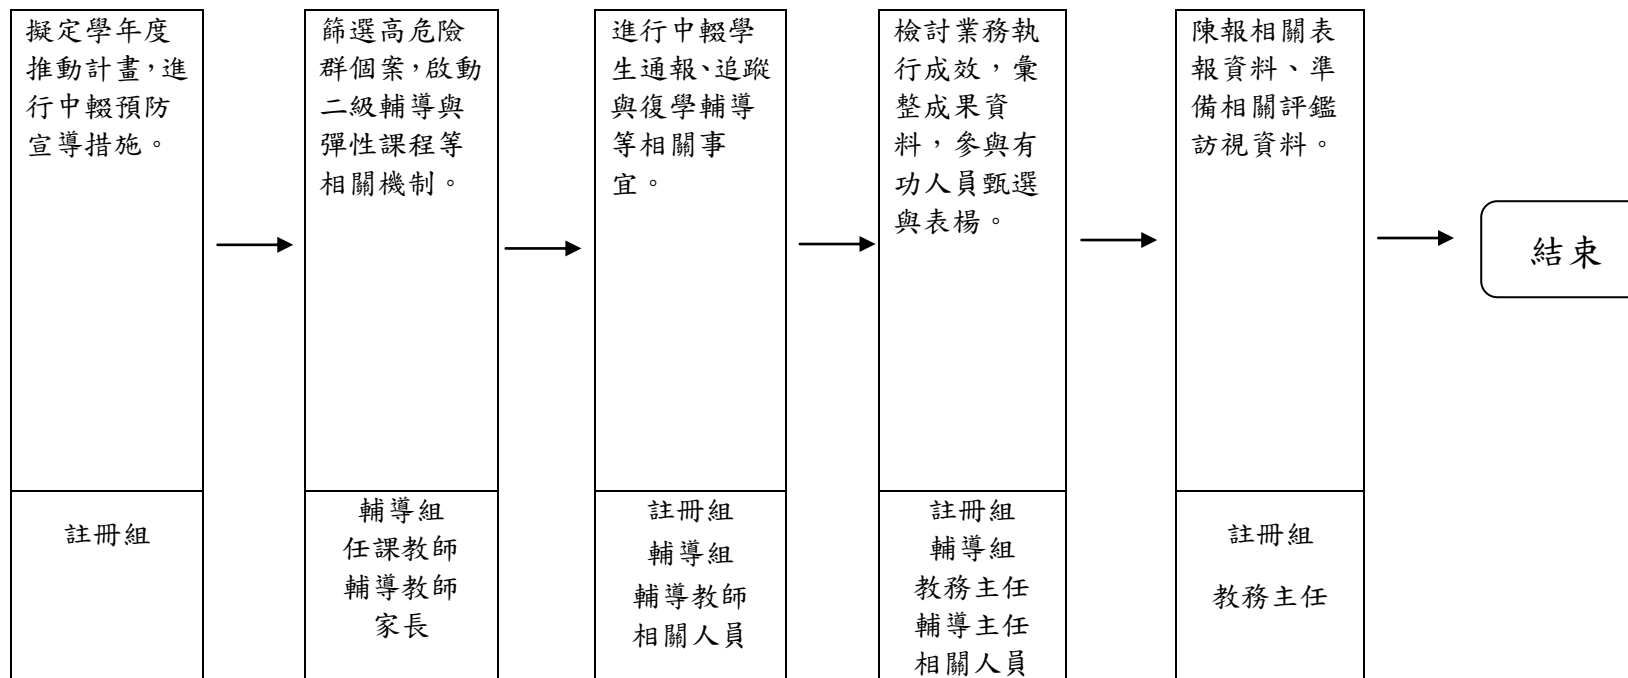 擬定學年度
推動計畫，進
行中輟預防
宣導措施。
註冊組
篩選高危險
群個案，啟動
二級輔導與
彈性課程等
相關機制。
輔導組
任課教師
輔導教師
家長
進行中輟學
生通報、追蹤
與復學輔導
等相關事
宜。
註冊組
輔導組
輔導教師
相關人員
檢討業務執
行成效，彙
整成果資
料，參與有
功人員甄選
與表楊。
註冊組
輔導組
教務主任
輔導主任
相關人員
陳報相關表
報資料、準
備相關評鑑
訪視資料。
註冊組
教務主任
結束